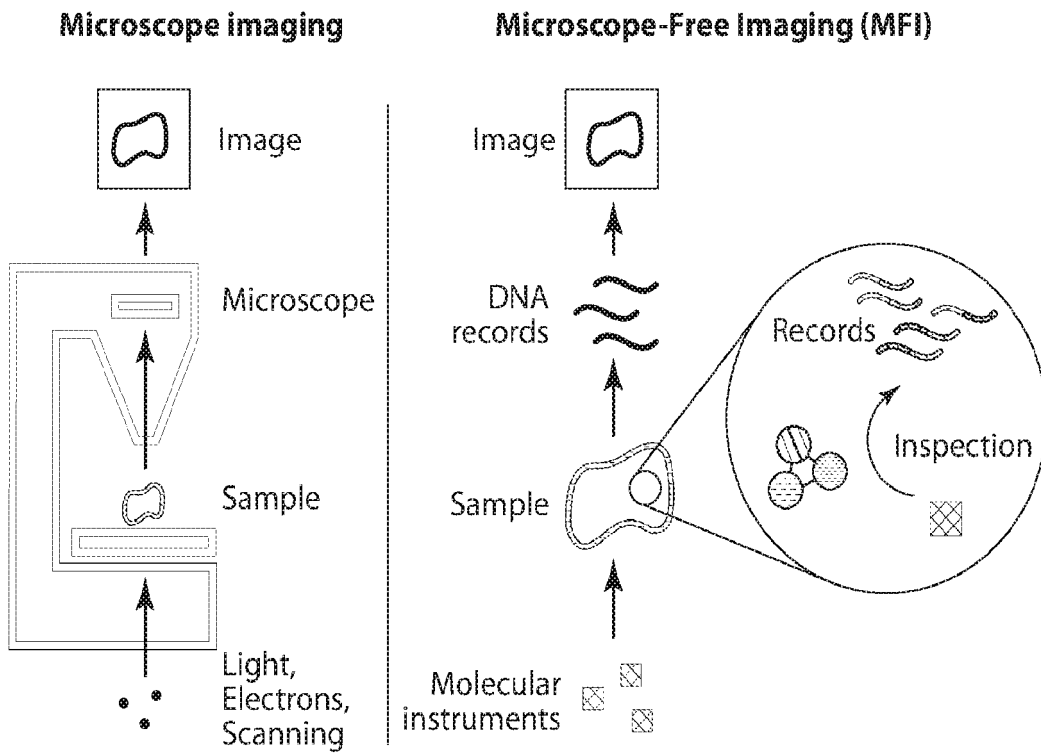 Microscope imaging
Image
Microscope
Sample
Light,
Electrons,
Scanning
Microscope-Free Imaging (MFI)
Image
DNA
records
Sample
Molecular
instruments
Records
Inspection